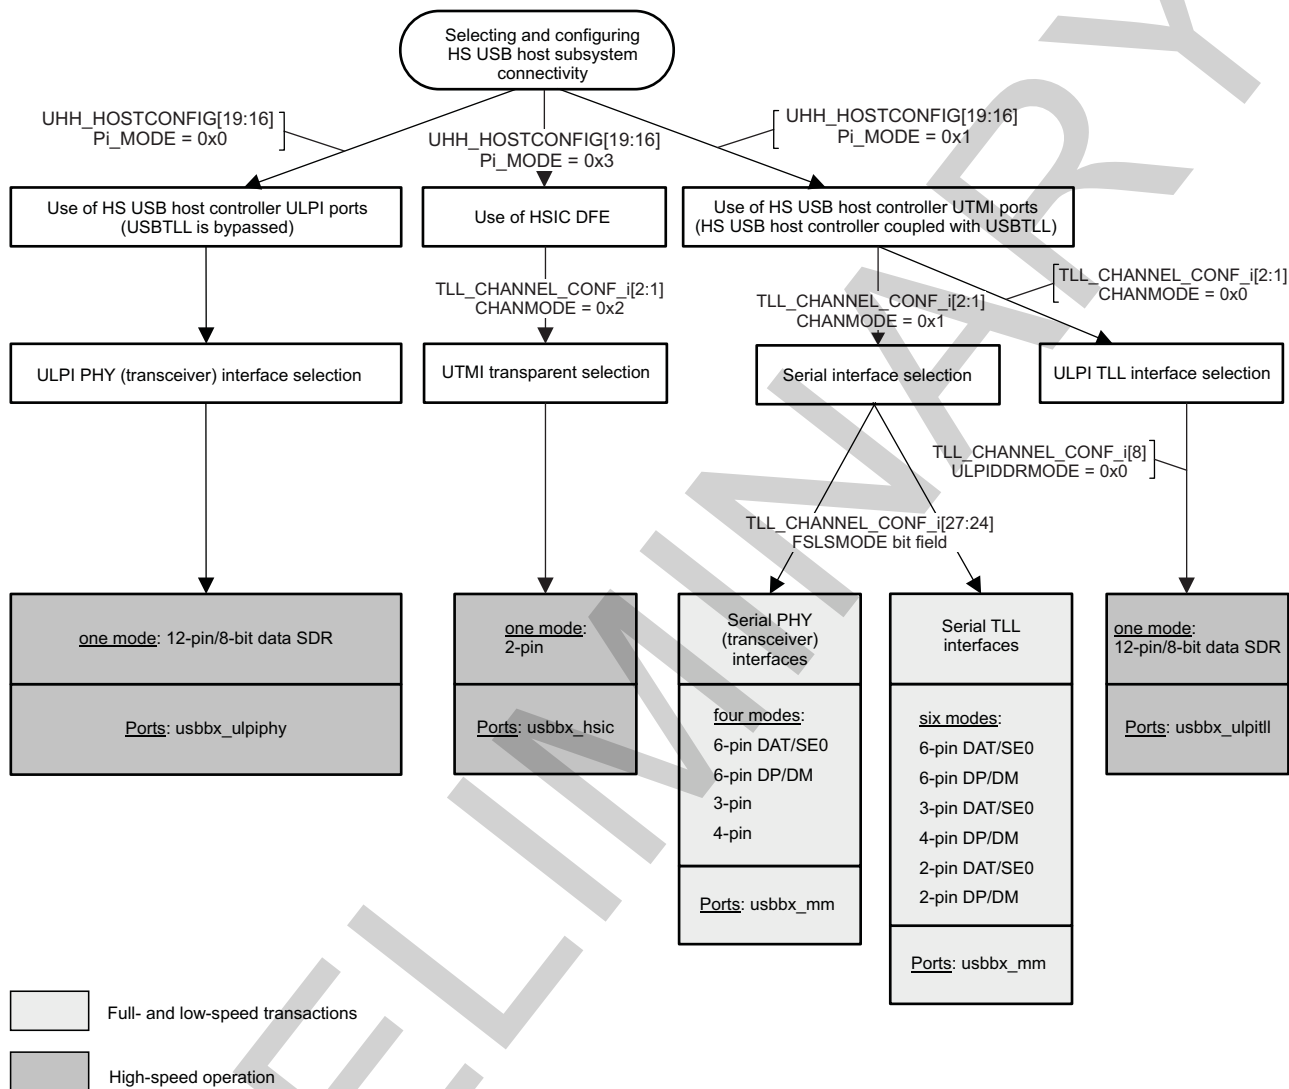 Selecting and configuring
HS USB host subsystem
connectivity
UHH_HOSTCONFIG[19:16]
Pi_MODE = 0x0
UHH_HOSTCONFIG[19:16]
Pi_MODE = 0x3
UHH_HOSTCONFIG[19:16]
Pi_MODE = 0x1
Use of HS USB host controller ULPI ports
(USBTLL is bypassed)
Use of HSIC DFE
Use of HS USB host controller UTMI ports
(HS USB host controller coupled with USBTLL)
TLL_CHANNEL_CONF_i[2:1]
CHANMODE = 0x2
TLL_CHANNEL_CONF_i[2:1]
CHANMODE = 0x1
TLL_CHANNEL_CONF_i[2:1]
CHANMODE = 0x0
ULPI PHY (transceiver) interface selection
UTMI transparent selection
Serial interface selection
ULPI TLL interface selection
TLL_CHANNEL_CONF_i[8]
ULPIDDRMODE = 0x0
TLL_CHANNEL_CONF_i[27:24]
FSLSMODE bit field
one mode: 12-pin/8-bit data SDR
Ports: usbbx_ulpiphy
one mode:
2-pin
Ports: usbbx_hsic
Serial PHY
(transceiver)
interfaces
four modes:
6-pin DAT/SE0
6-pin DP/DM
3-pin
4-pin
Ports: usbbx_mm
Serial TLL
interfaces
six modes:
6-pin DAT/SE0
6-pin DP/DM
3-pin DAT/SE0
4-pin DP/DM
2-pin DAT/SE0
2-pin DP/DM
Ports: usbbx_mm
one mode:
12-pin/8-bit data SDR
Ports: usbbx_ulpitll
Full- and low-speed transactions
High-speed operation
ELIMINARY